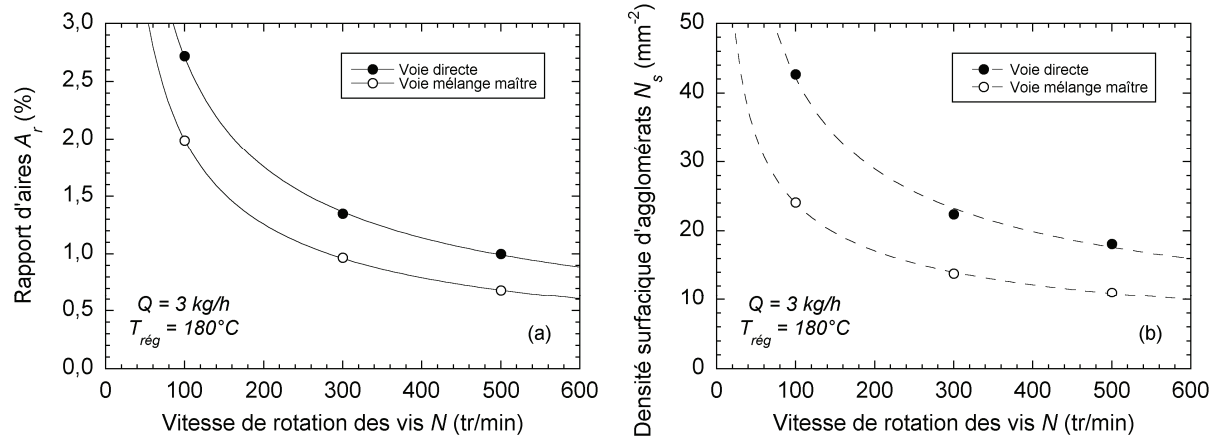 3,0
2,5
2,0
1,5
1,0
0,5
0,0
Rapport d'aires A_r (%)
Voie directe
Voie mélange maître
Q = 3 kg/h
T_rég = 180°C
(a)
0 100 200 300 400 500 600
Vitesse de rotation des vis N (tr/min)
50
40
30
20
10
0
Densité surfacique d'agglomérats N_s (mm⁻²)
Voie directe
Voie mélange maître
Q = 3 kg/h
T_rég = 180°C
(b)
0 100 200 300 400 500 600
Vitesse de rotation des vis N (tr/min)